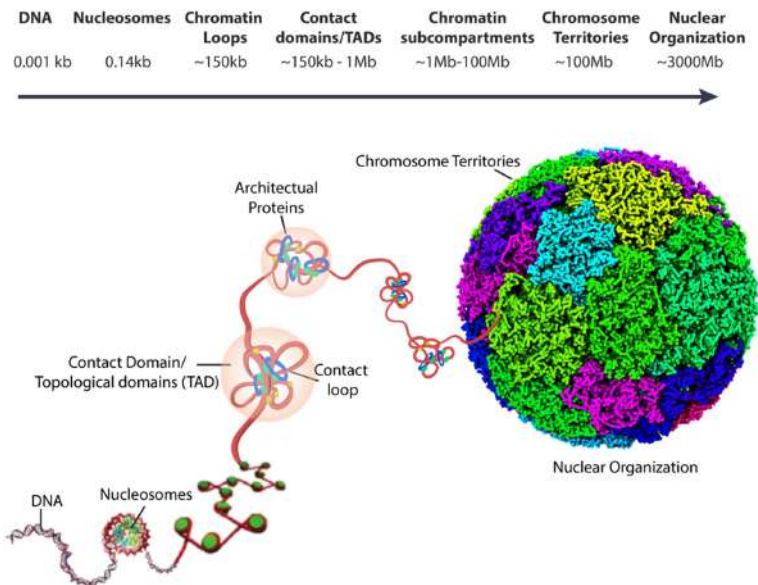 DNA Nucleosomes Chromatin Contact Chromatin Chromosome Nuclear
Loops domains/TADs subcompartments Territories Organization
0.001 kb 0.14kb ~150kb ~150kb - 1Mb ~1Mb-100Mb ~100Mb ~3000Mb
Chromosome Territories
Architectual
Proteins
Contact Domain/
Topological domains (TAD)
Contact
loop
Nuclear Organization
Nucleosomes
DNA